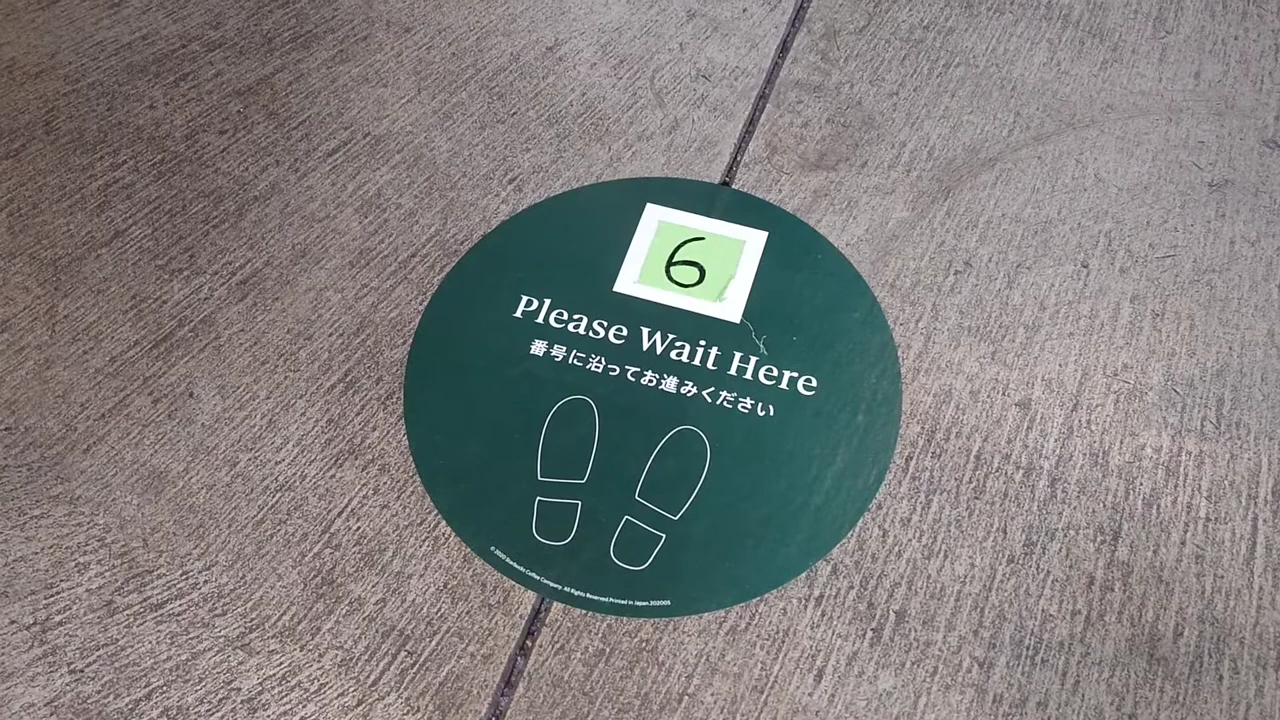 6
Please Wait Here
番号に沿ってお進みください
© 2020 Starbucks Coffee Company. All Rights Reserved.Printed in Japan.202005